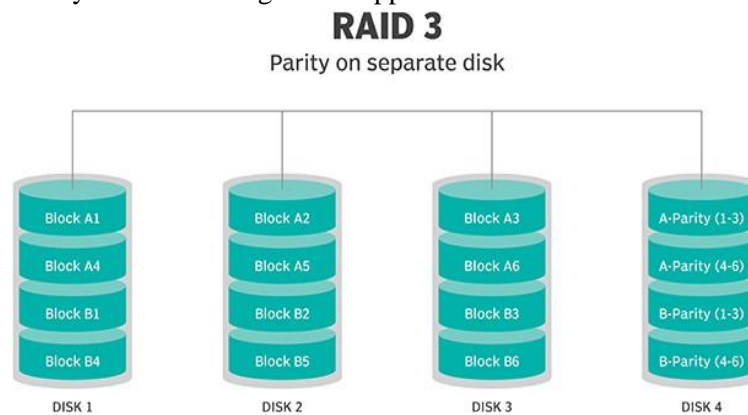 RAID 3
Parity on separate disk
Block A1
Block A2
Block A3
A-Parity (1-3)
Block A4
Block A5
Block A6
A-Parity (4-6)
Block B1
Block B2
Block B3
B-Parity (1-3)
Block B4
Block B5
Block B6
B-Parity (4-6)
DISK 1
DISK 2
DISK 3
DISK 4